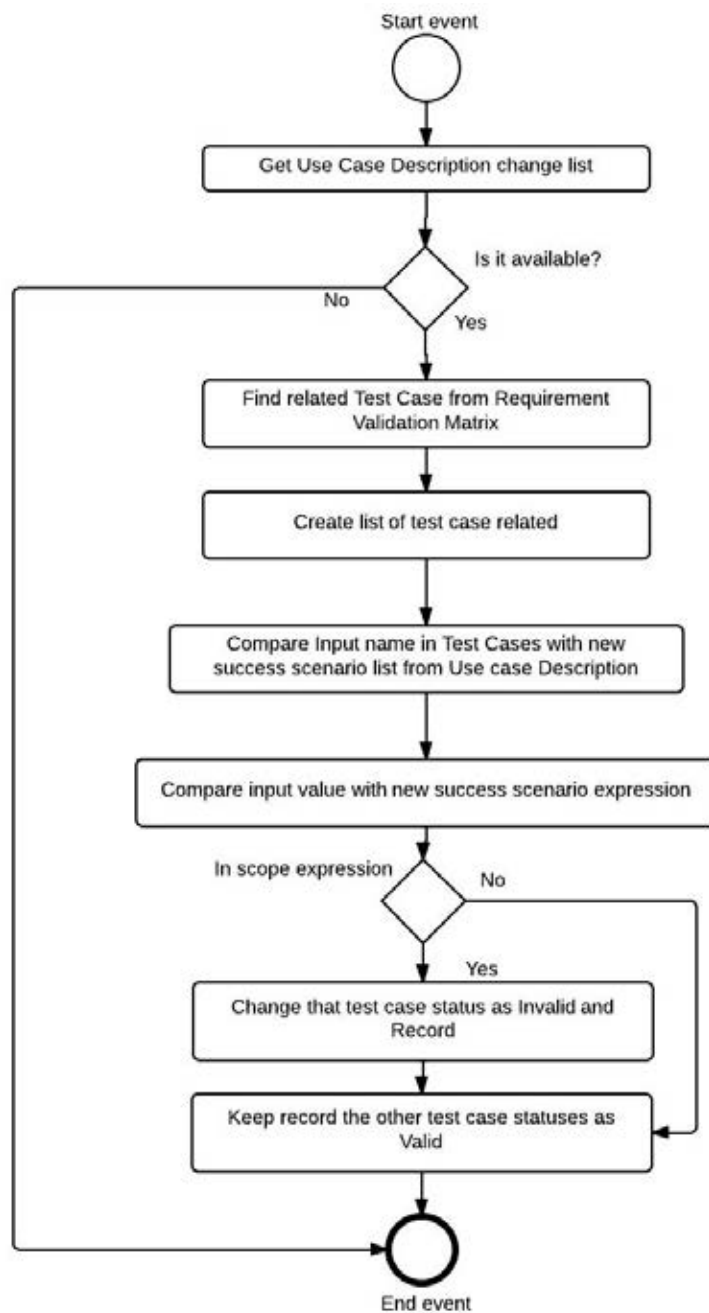 Start event
Get Use Case Description change list
Is it available?
No
Yes
Find related Test Case from Requirement
Validation Matrix
Create list of test case related
Compare Input name in Test Cases with new
success scenario list from Use case Description
Compare input value with new success scenario expression
In scope expression
No
Yes
Change that test case status as Invalid and
Record
Keep record the other test case statuses as
Valid
End event